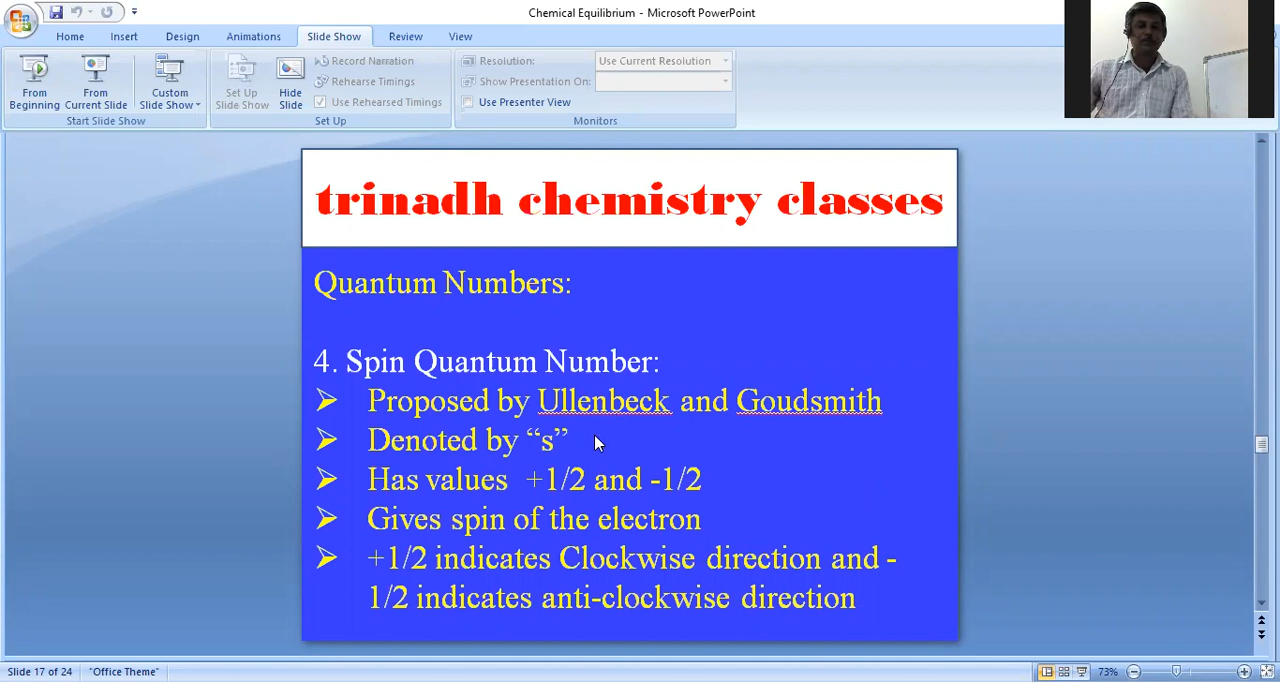 Chemical Equilibrium - Microsoft PowerPoint
Home Insert Design Animations Slide Show Review View
From Beginning
From Current Slide
Custom Slide Show
Start Slide Show
Set Up Slide Show
Hide Slide
Record Narration
Rehearse Timings
Use Rehearsed Timings
Set Up
Resolution: Use Current Resolution
Show Presentation On:
Use Presenter View
Monitors
trinadh chemistry classes
Quantum Numbers:
4. Spin Quantum Number:
➢ Proposed by Ullenbeck and Goudsmith
➢ Denoted by “s”
➢ Has values +1/2 and -1/2
➢ Gives spin of the electron
➢ +1/2 indicates Clockwise direction and -
1/2 indicates anti-clockwise direction
Slide 17 of 24 "Office Theme" 73%